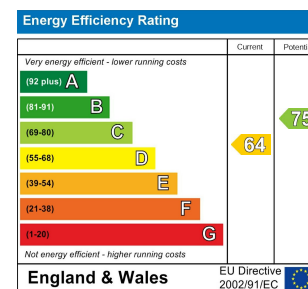 Energy Efficiency Rating
Current
Very energy efficient - lower running costs
(92 plus) A
(81-91) B
(69-80) C
(55-68) D
(39-54) E
(21-38) F
(1-20) G
64
75
Not energy efficient - higher running costs
England & Wales
EU Directive
2002/91/EC